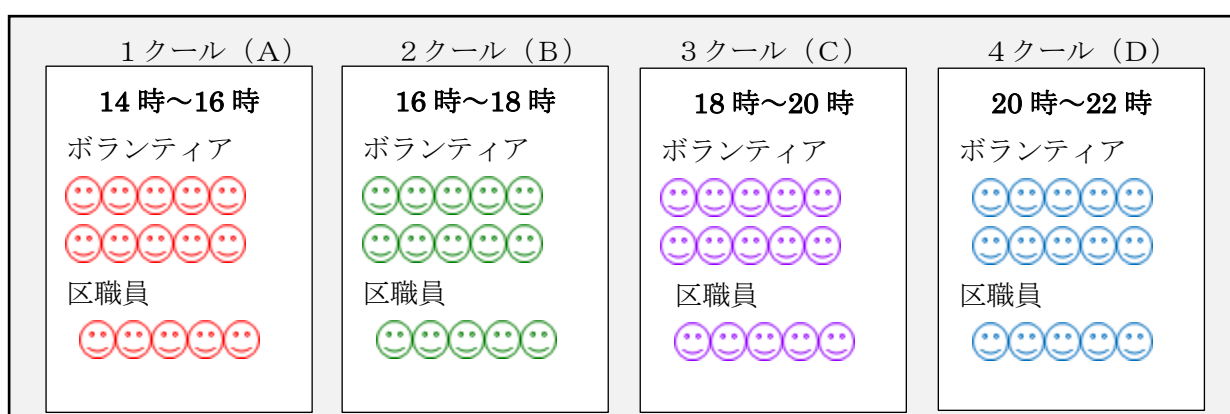 1クール(A)
2クール(B)
3クール(C)
4クール(D)
14時~16時
ボランティア
区職員
16時~18時
ボランティア
区職員
18時~20時
ボランティア
区職員
20時~22時
ボランティア
区職員